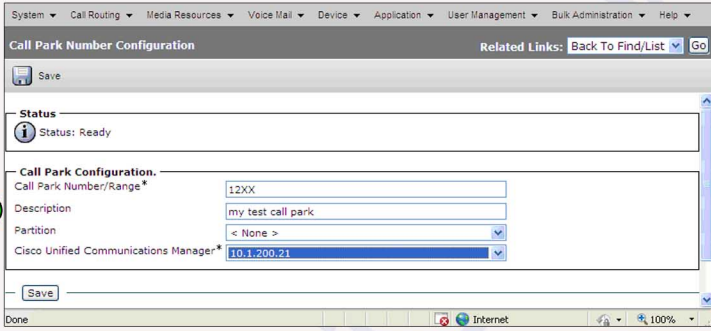 System Call Routing Media Resources Voice Mail Device Application User Management Bulk Administration Help
Call Park Number Configuration Related Links: Back To Find/List Go
Save
Status
Status: Ready
Call Park Configuration.
Call Park Number/Range* 12XX
Description my test call park
Partition < None >
Cisco Unified Communications Manager* 10.1.200.21
Save
Done Internet 100%